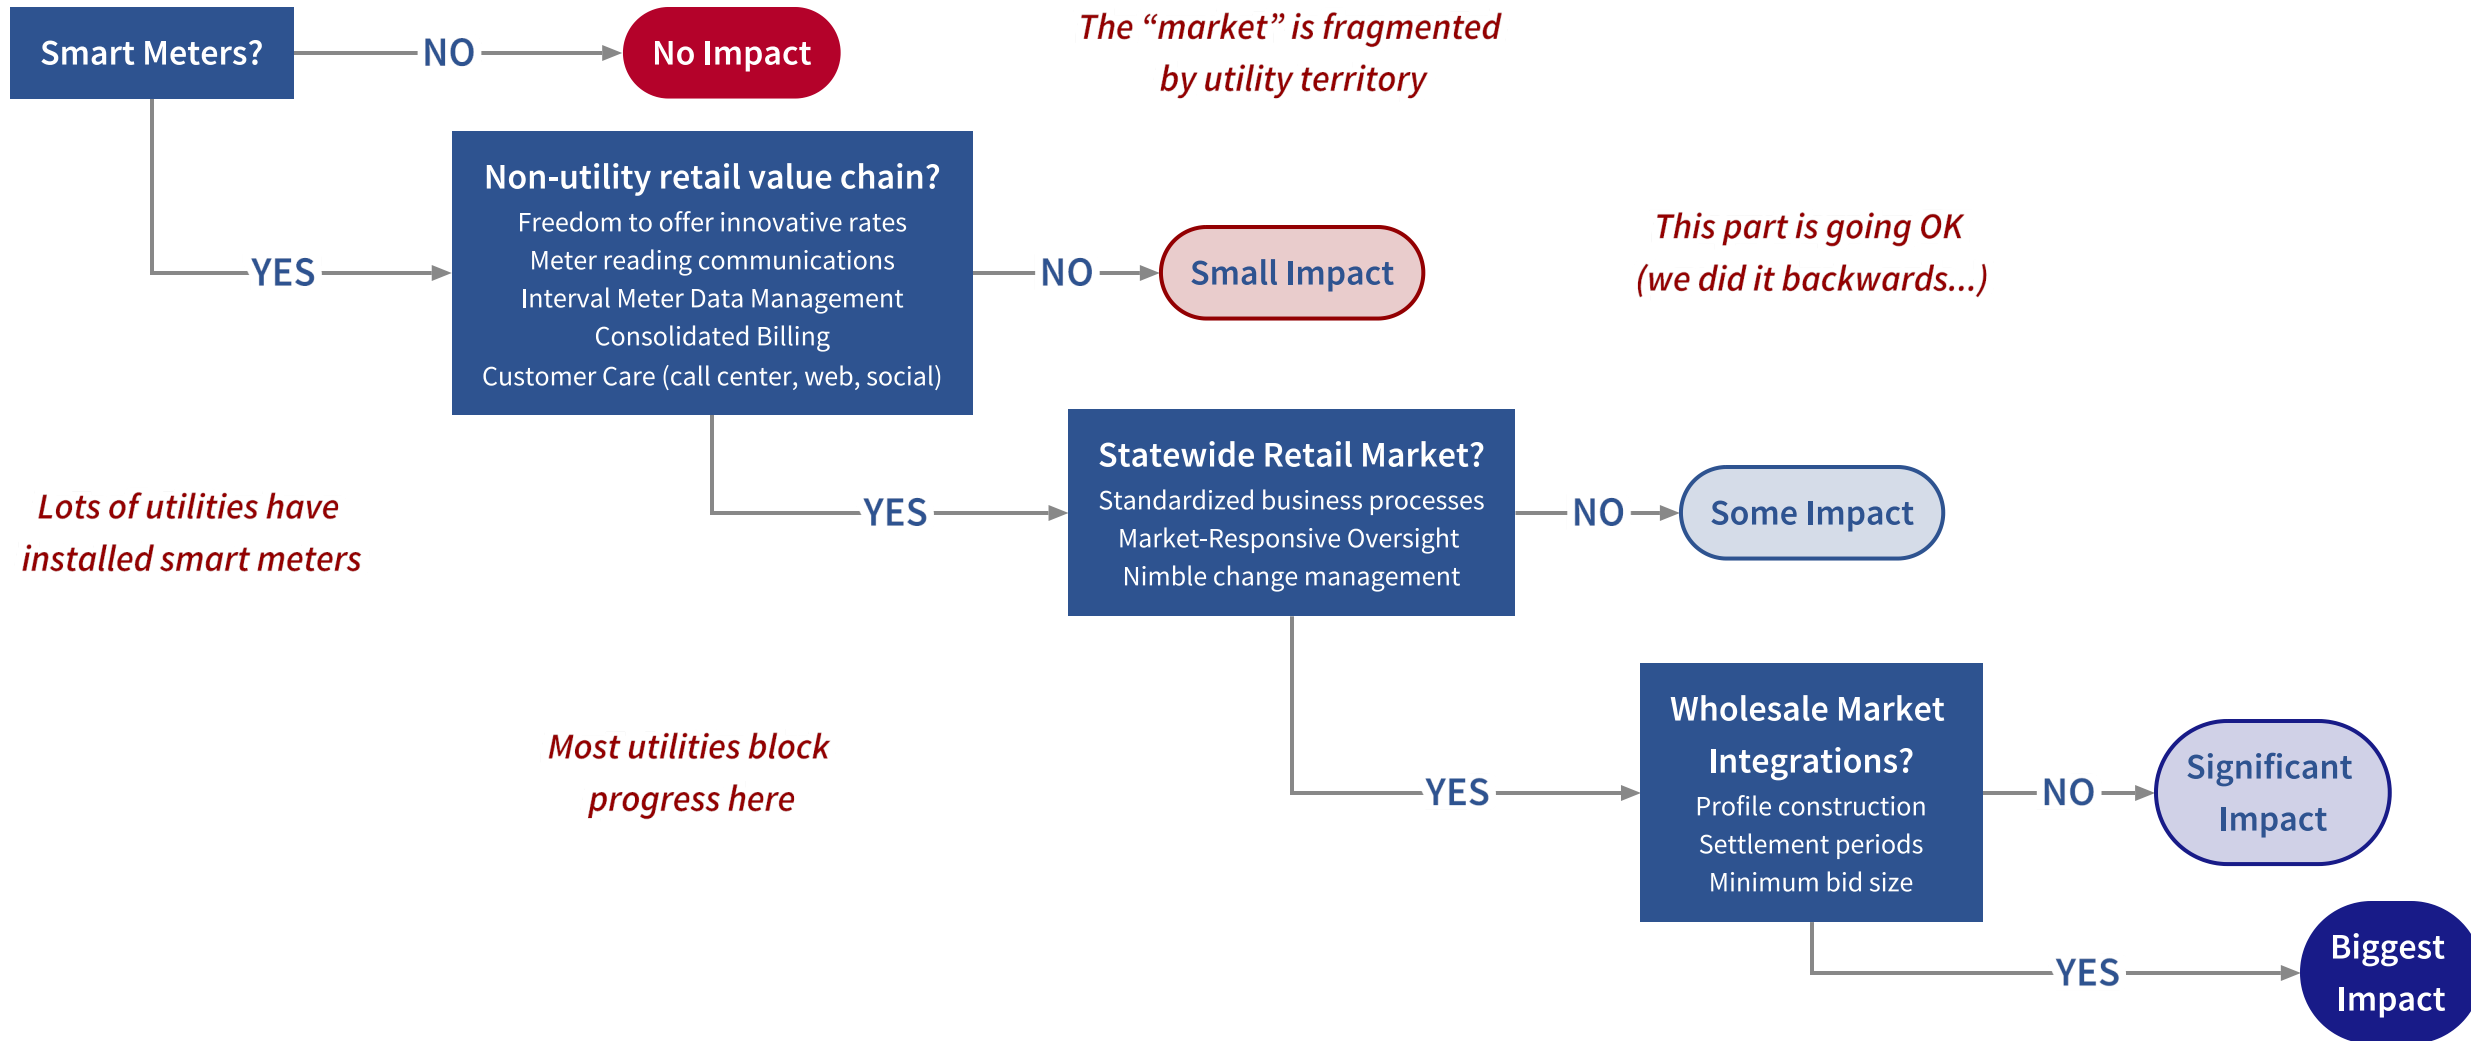 Smart Meters?
NO
No Impact
The “market” is fragmented
by utility territory
YES
Non-utility retail value chain?
Freedom to offer innovative rates
Meter reading communications
Interval Meter Data Management
Consolidated Billing
Customer Care (call center, web, social)
NO
Small Impact
This part is going OK
(we did it backwards...)
Lots of utilities have
installed smart meters
YES
Statewide Retail Market?
Standardized business processes
Market-Responsive Oversight
Nimble change management
NO
Some Impact
Most utilities block
progress here
YES
Wholesale Market
Integrations?
Profile construction
Settlement periods
Minimum bid size
NO
Significant
Impact
YES
Biggest
Impact